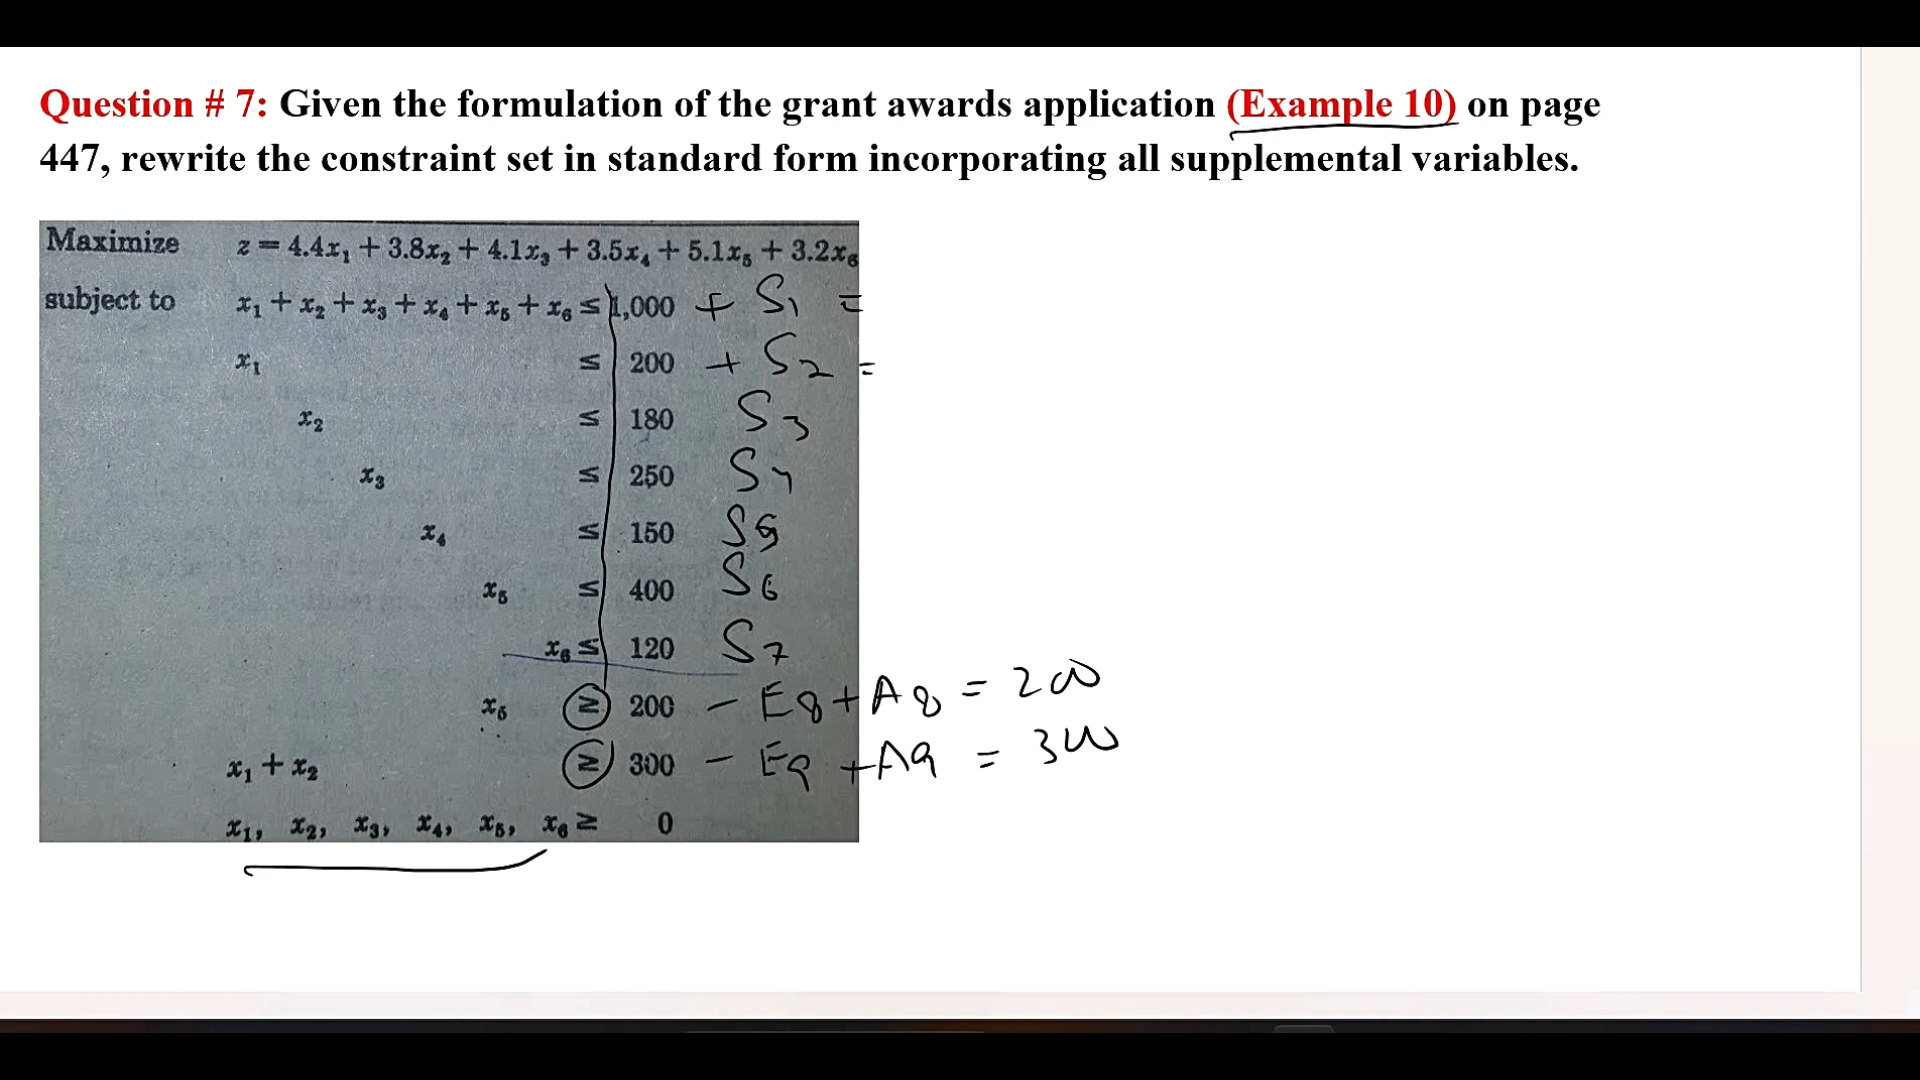 Question # 7: Given the formulation of the grant awards application (Example 10) on page
447, rewrite the constraint set in standard form incorporating all supplemental variables.
Maximize z = 4.4x₁ + 3.8x₂ + 4.1x₃ + 3.5x₄ + 5.1x₅ + 3.2x₆
subject to x₁ + x₂ + x₃ + x₄ + x₅ + x₆ ≤ 1,000 + S₁ =
x₁ ≤ 200 + S₂ =
x₂ ≤ 180 S₃
x₃ ≤ 250 S₄
x₄ ≤ 150 S₅
x₅ ≤ 400 S₆
x₆ ≤ 120 S₇
x₅ ≥ 200 − E₈ + A₈ = 200
x₁ + x₂ ≥ 300 − E₉ + A₉ = 300
x₁, x₂, x₃, x₄, x₅, x₆ ≥ 0